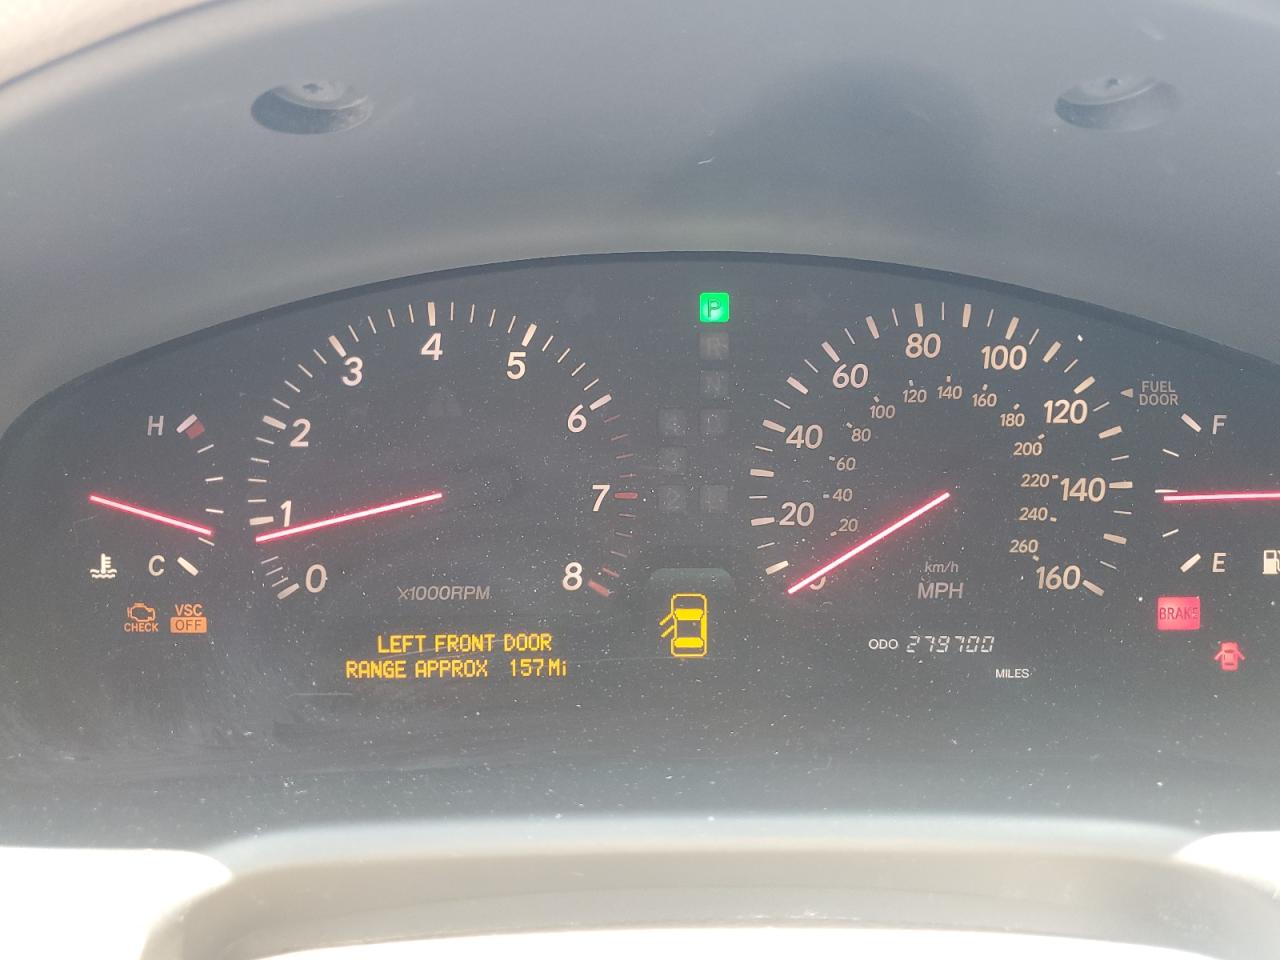 P
R
N
D
H
C
CHECK
VSC
OFF
0
1
2
3
4
5
6
7
8
X1000RPM
LEFT FRONT DOOR
RANGE APPROX 157Mi
20
40
60
80
100
120
140
160
20
40
60
80
100
120
140
160
180
200
220
240
260
km/h
MPH
ODO 279700
MILES
FUEL
DOOR
F
E
BRAKE